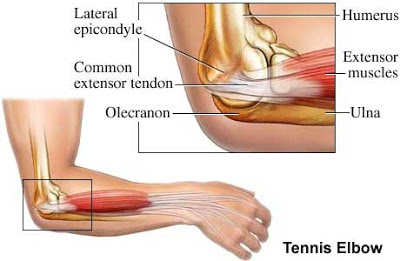 Lateral
epicondyle
Common
extensor tendon
Olecranon
Humerus
Extensor
muscles
Ulna
Tennis Elbow